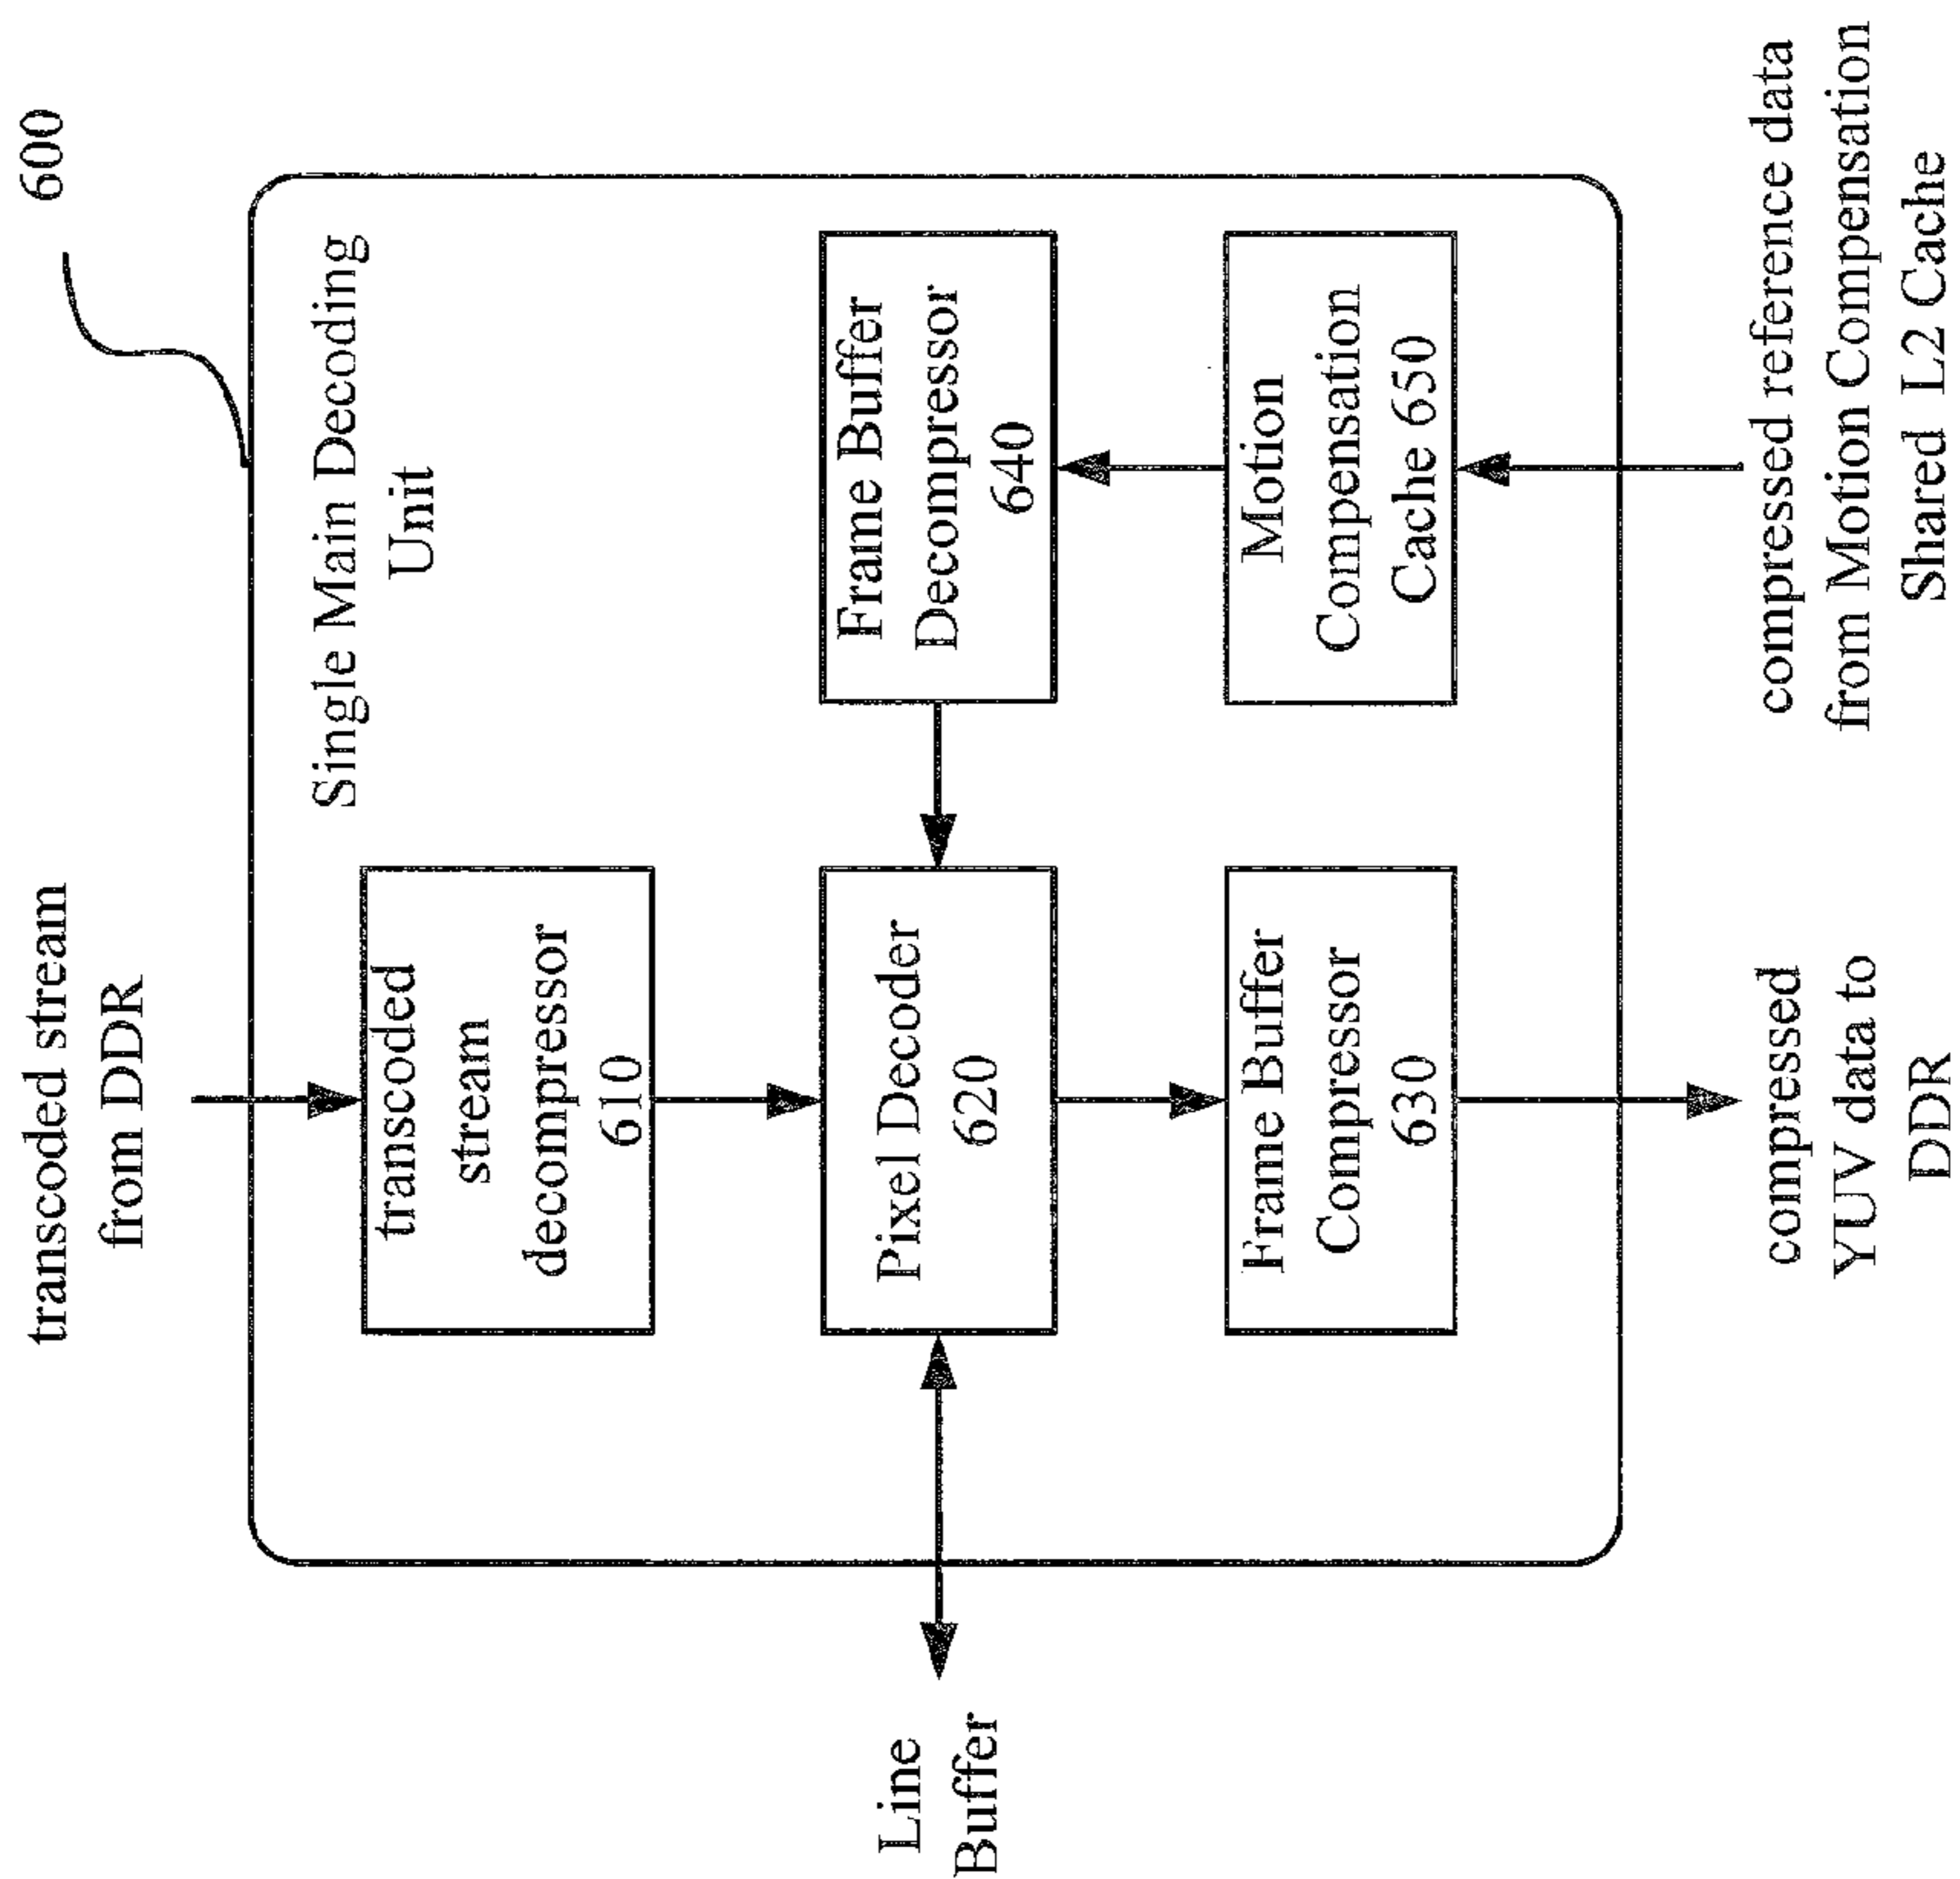 600
transcoded stream
from DDR
Single Main Decoding
Unit
transcoded
stream
decompressor
610
Line
Buffer
Pixel Decoder
620
Frame Buffer
Decompressor
640
Frame Buffer
Compressor
630
Motion
Compensation
Cache 650
compressed
YUV data to
DDR
compressed reference data
from Motion Compensation
Shared L2 Cache